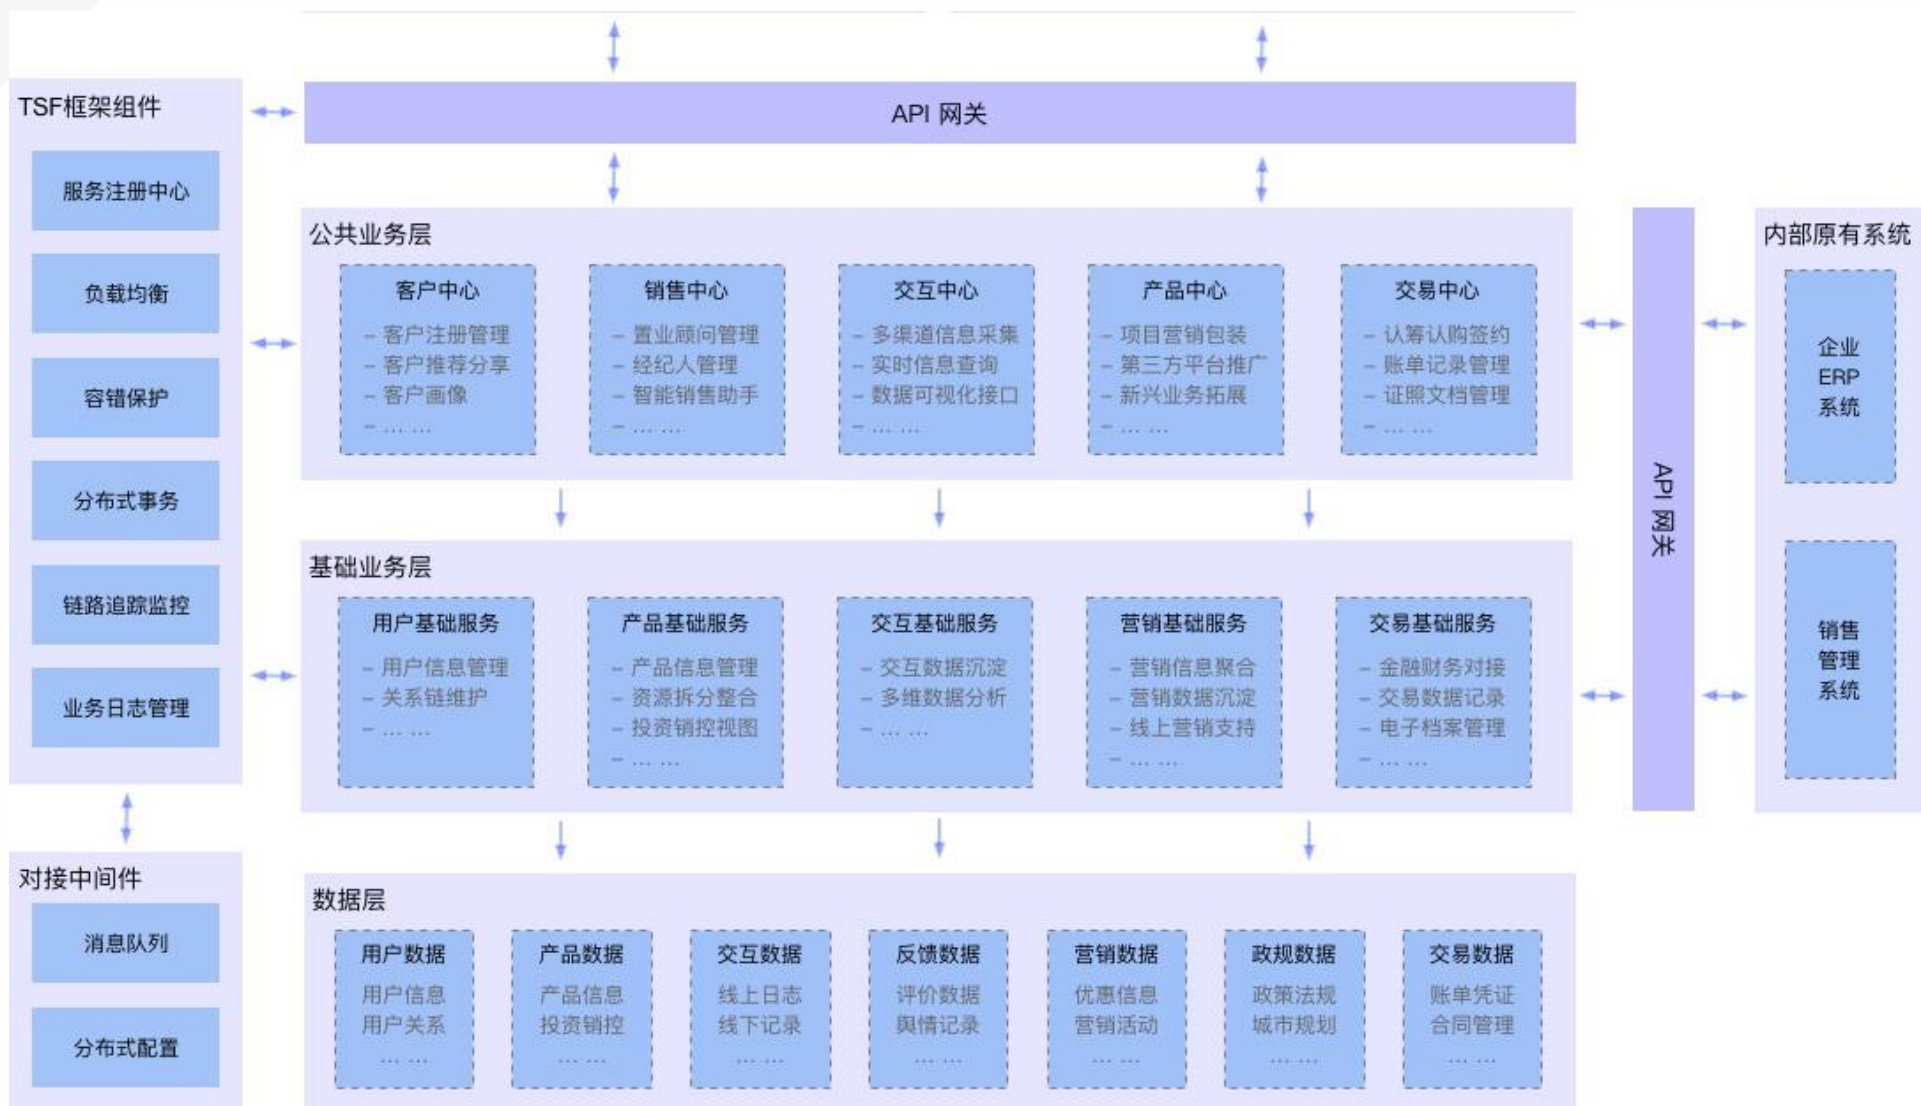 API 网关
TSF框架组件
服务注册中心
负载均衡
容错保护
分布式事务
链路追踪监控
业务日志管理
对接中间件
消息队列
分布式配置
公共业务层
客户中心
– 客户注册管理
– 客户推荐分享
– 客户画像
– … …
销售中心
– 置业顾问管理
– 经纪人管理
– 智能销售助手
– … …
交互中心
– 多渠道信息采集
– 实时信息查询
– 数据可视化接口
– … …
产品中心
– 项目营销包装
– 第三方平台推广
– 新兴业务拓展
– … …
交易中心
– 认筹认购签约
– 账单记录管理
– 证照文档管理
– … …
基础业务层
用户基础服务
– 用户信息管理
– 关系链维护
– … …
产品基础服务
– 产品信息管理
– 资源拆分整合
– 投资销控视图
– … …
交互基础服务
– 交互数据沉淀
– 多维数据分析
– … …
营销基础服务
– 营销信息聚合
– 营销数据沉淀
– 线上营销支持
– … …
交易基础服务
– 金融财务对接
– 交易数据记录
– 电子档案管理
– … …
数据层
用户数据
用户信息
用户关系
… …
产品数据
产品信息
投资销控
… …
交互数据
线上日志
线下记录
… …
反馈数据
评价数据
舆情记录
… …
营销数据
优惠信息
营销活动
… …
政规数据
政策法规
城市规划
… …
交易数据
账单凭证
合同管理
… …
API 网关
内部原有系统
企业
ERP
系统
销售
管理
系统